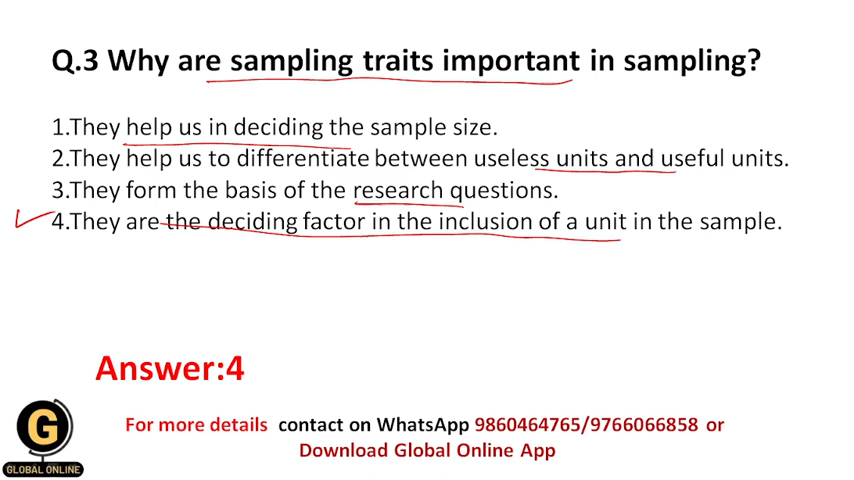 Q.3 Why are sampling traits important in sampling?
1.They help us in deciding the sample size.
2.They help us to differentiate between useless units and useful units.
3.They form the basis of the research questions.
4.They are the deciding factor in the inclusion of a unit in the sample.
Answer:4
For more details contact on WhatsApp 9860464765/9766066858 or
Download Global Online App
G
GLOBAL ONLINE